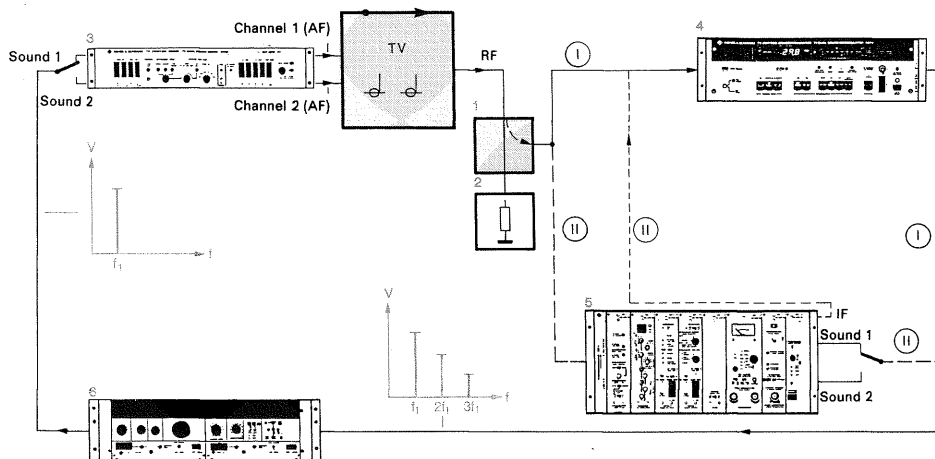 Channel 1 (AF)
3
Sound 1
Sound 2
Channel 2 (AF)
TV
RF
I
4
1
2
II
II
I
V
f₁
f
V
f₁
2f₁
3f₁
f
5
IF
Sound 1
II
Sound 2
6